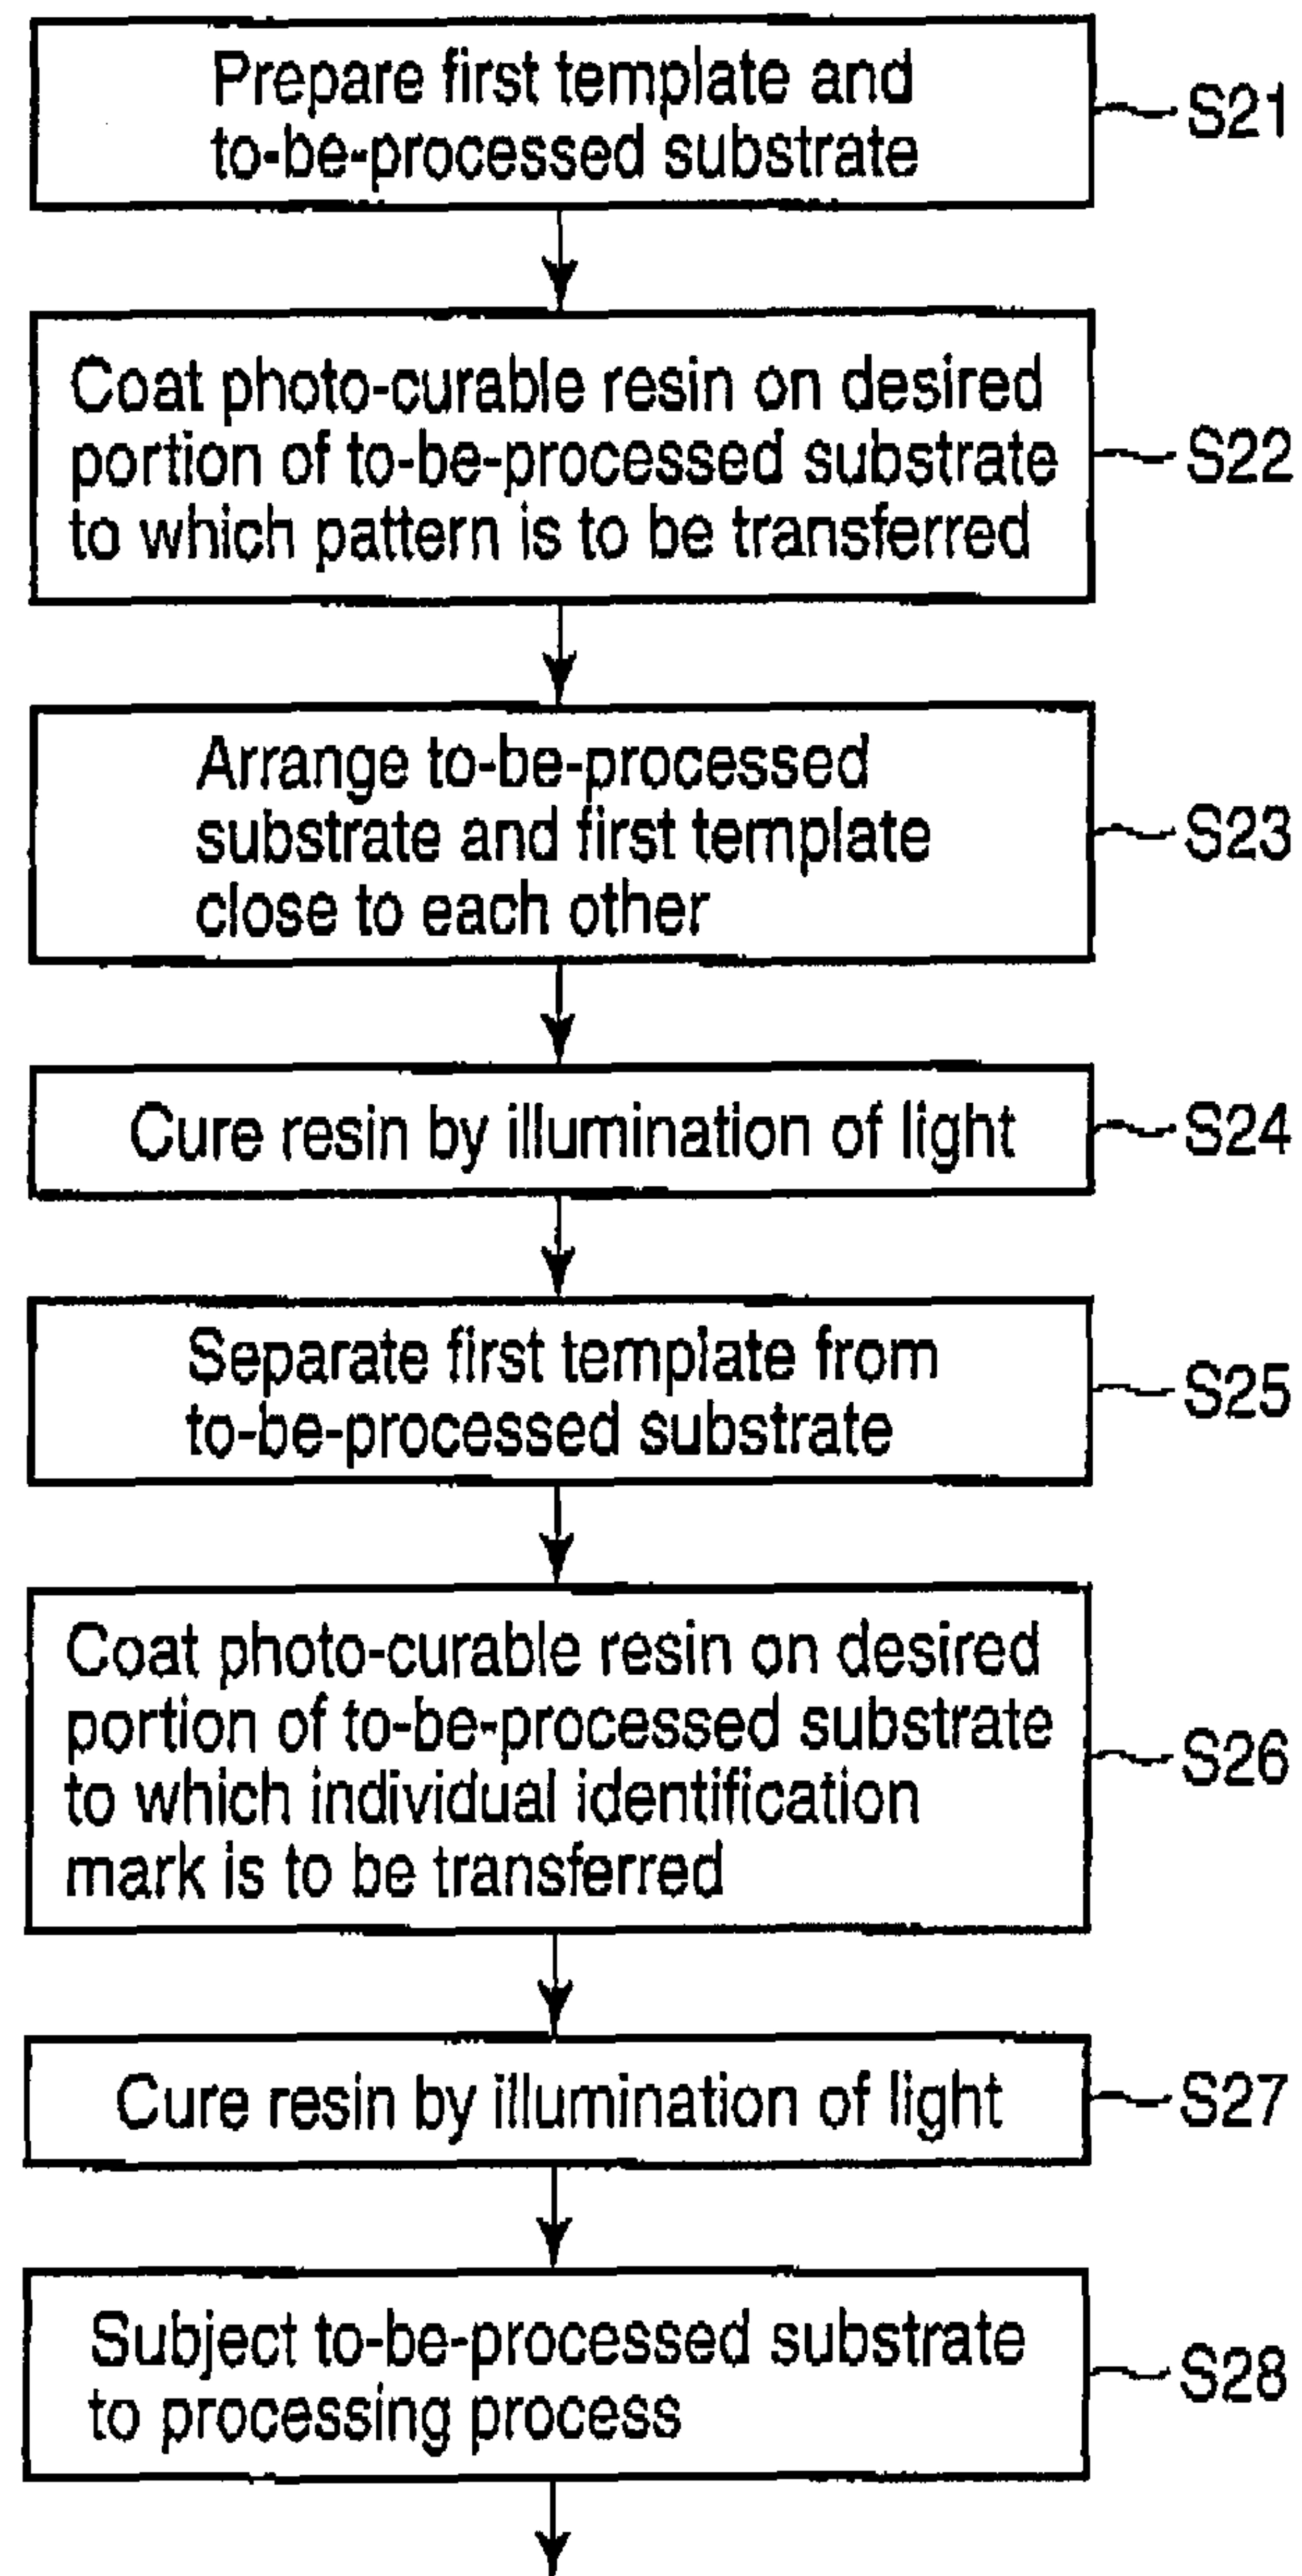 Prepare first template and
to-be-processed substrate
S21
Coat photo-curable resin on desired
portion of to-be-processed substrate
to which pattern is to be transferred
S22
Arrange to-be-processed
substrate and first template
close to each other
S23
Cure resin by illumination of light
S24
Separate first template from
to-be-processed substrate
S25
Coat photo-curable resin on desired
portion of to-be-processed substrate
to which individual identification
mark is to be transferred
S26
Cure resin by illumination of light
S27
Subject to-be-processed substrate
to processing process
S28